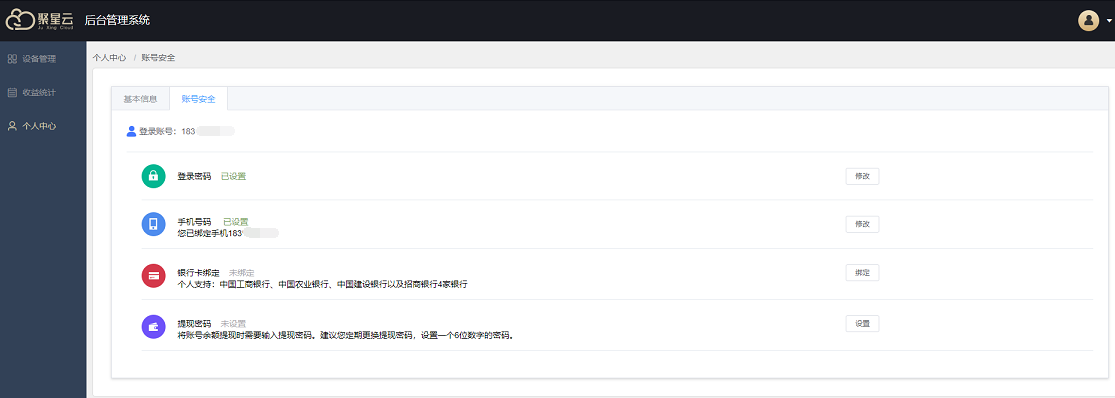 聚星云
Ju Xing Cloud
后台管理系统
设备管理
收益统计
个人中心
个人中心 / 账号安全
基本信息
账号安全
登录账号：183
登录密码 已设置
修改
手机号码 已设置
您已绑定手机183
修改
银行卡绑定 未绑定
个人支持：中国工商银行、中国农业银行、中国建设银行以及招商银行4家银行
绑定
提现密码 未设置
将账号余额提现时需要输入提现密码。建议您定期更换提现密码，设置一个6位数字的密码。
设置